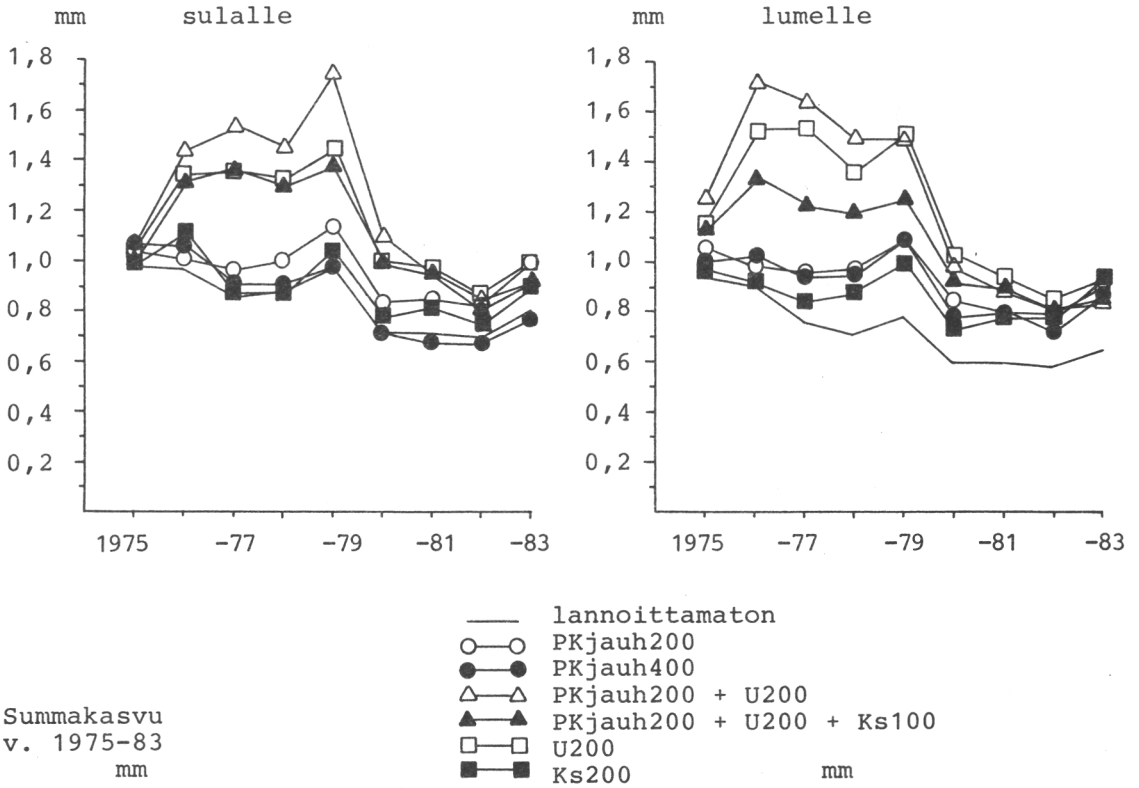 mm sulalle
1,8
1,6
1,4
1,2
1,0
0,8
0,6
0,4
0,2
1975 -77 -79 -81 -83
mm lumelle
1,8
1,6
1,4
1,2
1,0
0,8
0,6
0,4
0,2
1975 -77 -79 -81 -83
lannoittamaton
PKjauh200
PKjauh400
PKjauh200 + U200
PKjauh200 + U200 + Ks100
U200
Ks200
Summakasvu
v. 1975-83
mm mm